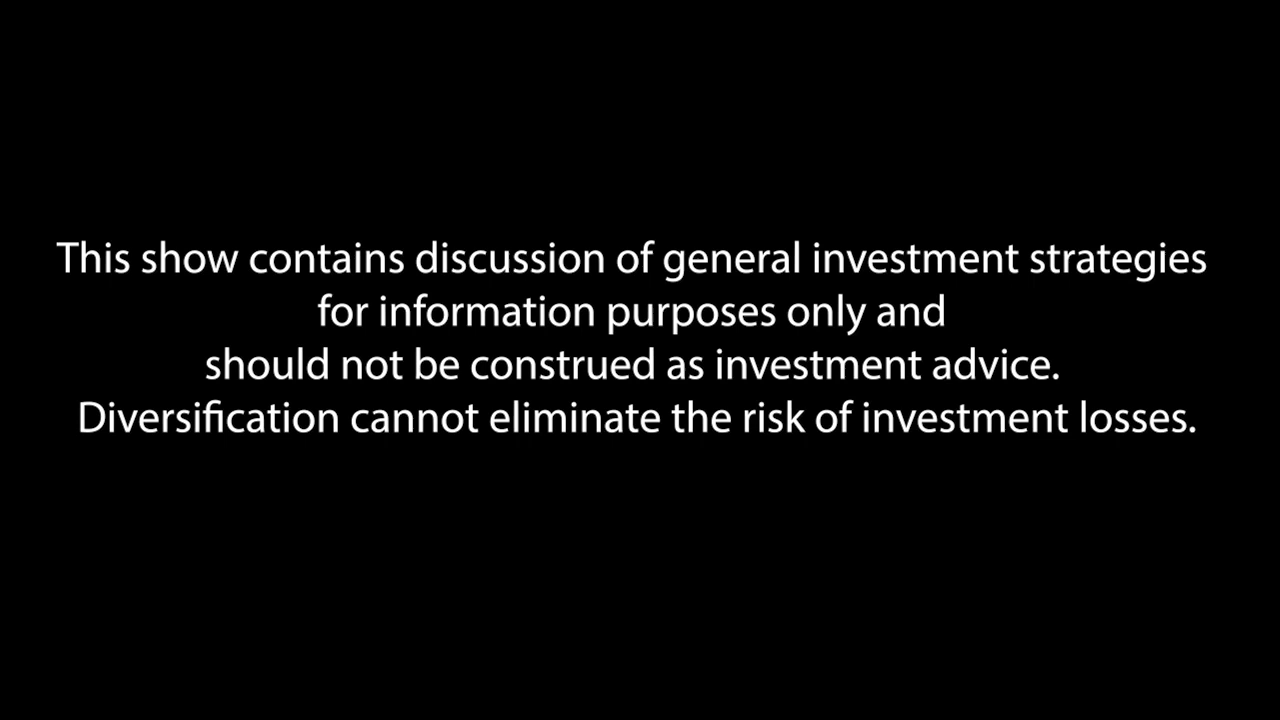 This show contains discussion of general investment strategies
for information purposes only and
should not be construed as investment advice.
Diversification cannot eliminate the risk of investment losses.